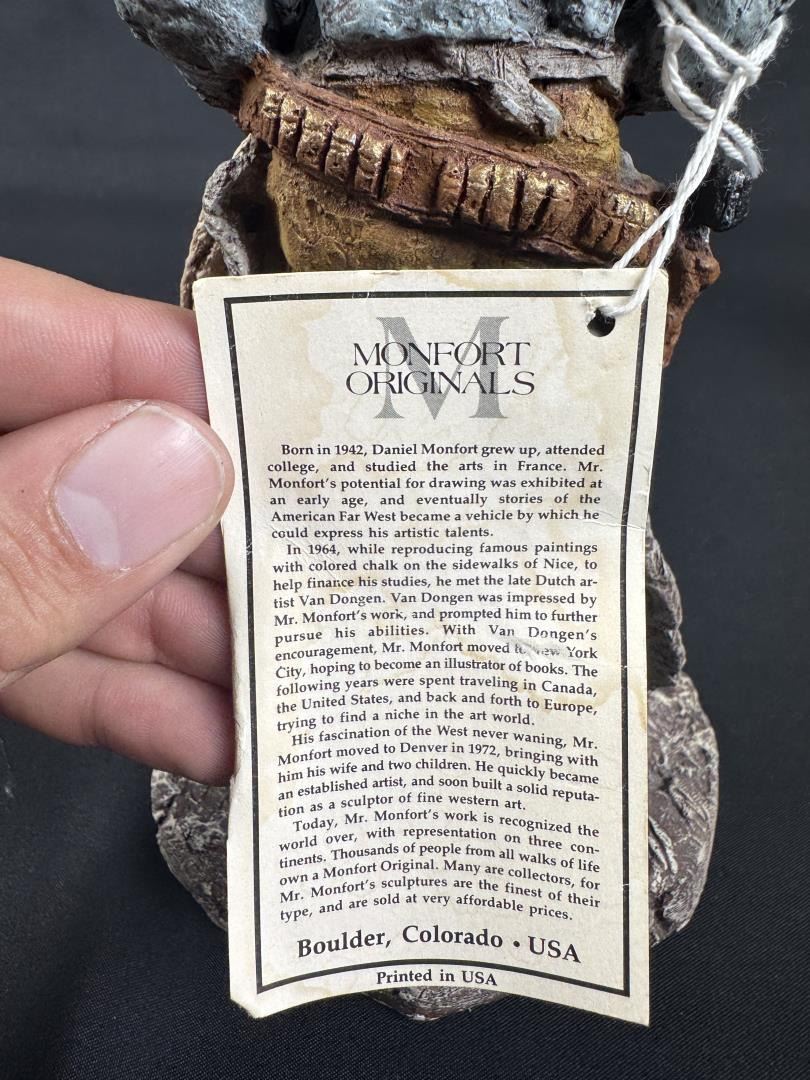 MONFORT
ORIGINALS
Born in 1942, Daniel Monfort grew up, attended
college, and studied the arts in France. Mr.
Monfort's potential for drawing was exhibited at
an early age, and eventually stories of the
American Far West became a vehicle by which he
could express his artistic talents.
In 1964, while reproducing famous paintings
with colored chalk on the sidewalks of Nice, to
help finance his studies, he met the late Dutch ar-
tist Van Dongen. Van Dongen was impressed by
Mr. Monfort's work, and prompted him to further
pursue his abilities. With Van Dongen's
encouragement, Mr. Monfort moved to New York
City, hoping to become an illustrator of books. The
following years were spent traveling in Canada,
the United States, and back and forth to Europe,
trying to find a niche in the art world.
His fascination of the West never waning, Mr.
Monfort moved to Denver in 1972, bringing with
him his wife and two children. He quickly became
an established artist, and soon built a solid reputa-
tion as a sculptor of fine western art.
Today, Mr. Monfort's work is recognized the
world over, with representation on three con-
tinents. Thousands of people from all walks of life
own a Monfort Original. Many are collectors, for
Mr. Monfort's sculptures are the finest of their
type, and are sold at very affordable prices.
Boulder, Colorado • USA
Printed in USA